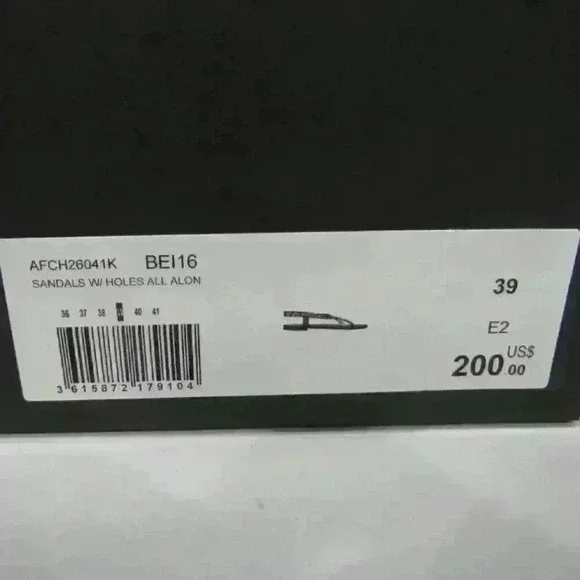 AFCH26041K BEI16
SANDALS W/ HOLES ALL ALON
36 37 38 39 40 41
3 615872 179104
39
E2
200.00 US$